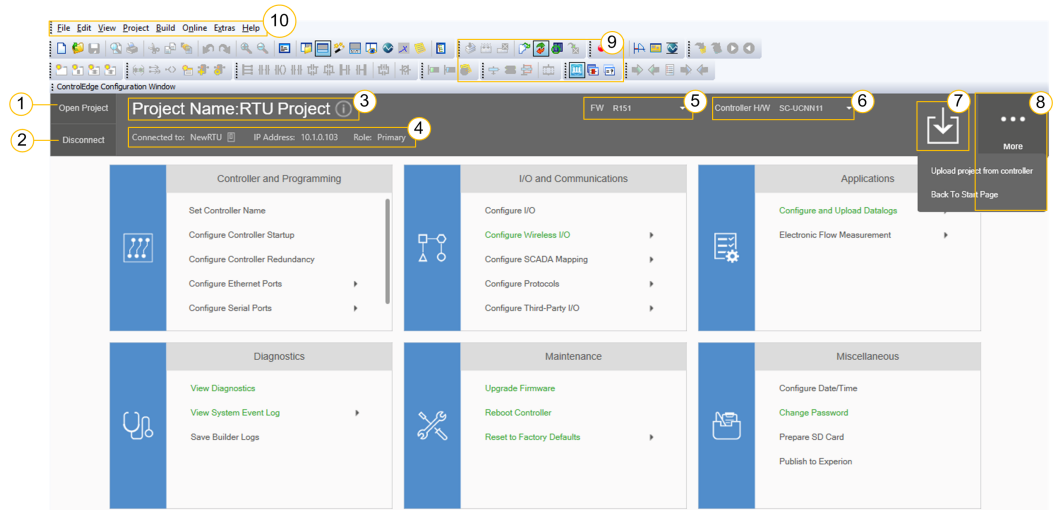 10
File Edit View Project Build Online Extras Help
9
ControlEdge Configuration Window
1 Open Project
Project Name:RTU Project
3
FW R151
5
Controller H/W SC-UCNN11
6
7
8
2 Disconnect
Connected to: NewRTU IP Address: 10.1.0.103 Role: Primary
4
More
Upload project from controller
Back To Start Page
Controller and Programming
Set Controller Name
Configure Controller Startup
Configure Controller Redundancy
Configure Ethernet Ports
Configure Serial Ports
I/O and Communications
Configure I/O
Configure Wireless I/O
Configure SCADA Mapping
Configure Protocols
Configure Third-Party I/O
Applications
Configure and Upload Datalogs
Electronic Flow Measurement
Diagnostics
View Diagnostics
View System Event Log
Save Builder Logs
Maintenance
Upgrade Firmware
Reboot Controller
Reset to Factory Defaults
Miscellaneous
Configure Date/Time
Change Password
Prepare SD Card
Publish to Experion